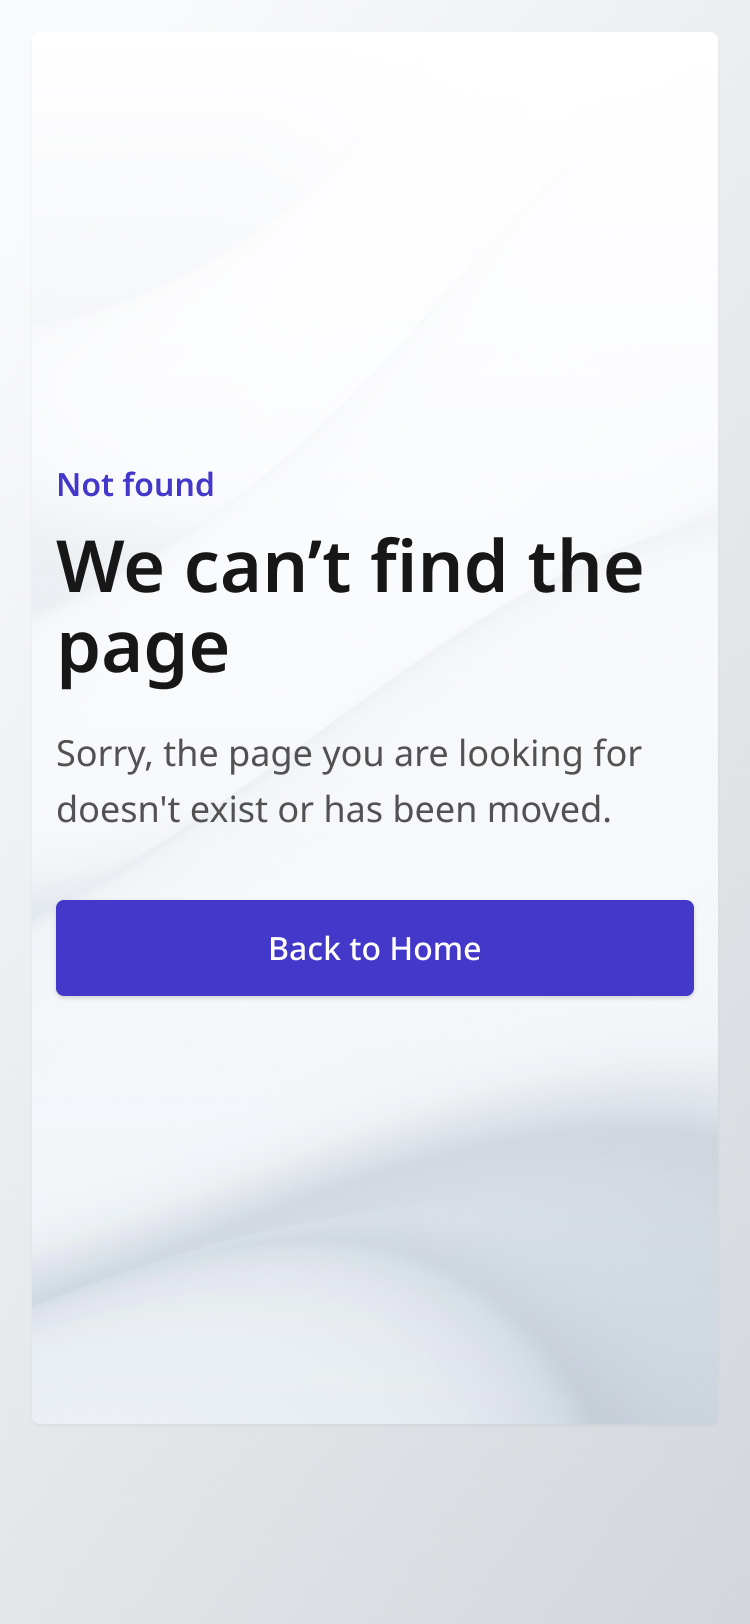 Not found
We can’t find the
page
Sorry, the page you are looking for
doesn't exist or has been moved.
Back to Home